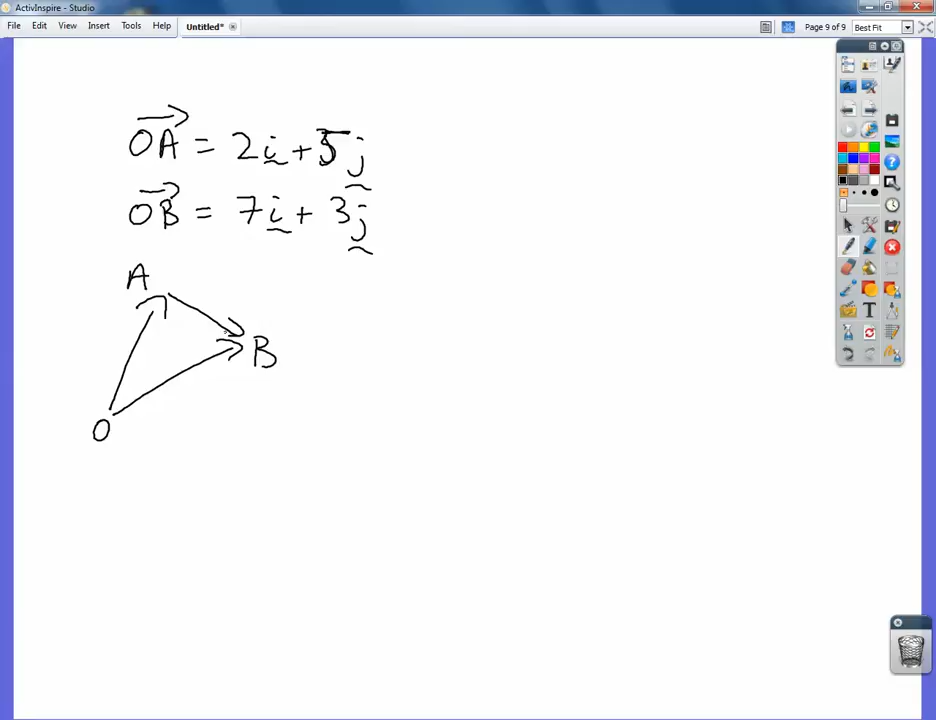 ActivInspire - Studio
File Edit View Insert Tools Help Untitled* Page 9 of 9 Best Fit
OA = 2i + 5j
OB = 7i + 3j
A
B
O
T